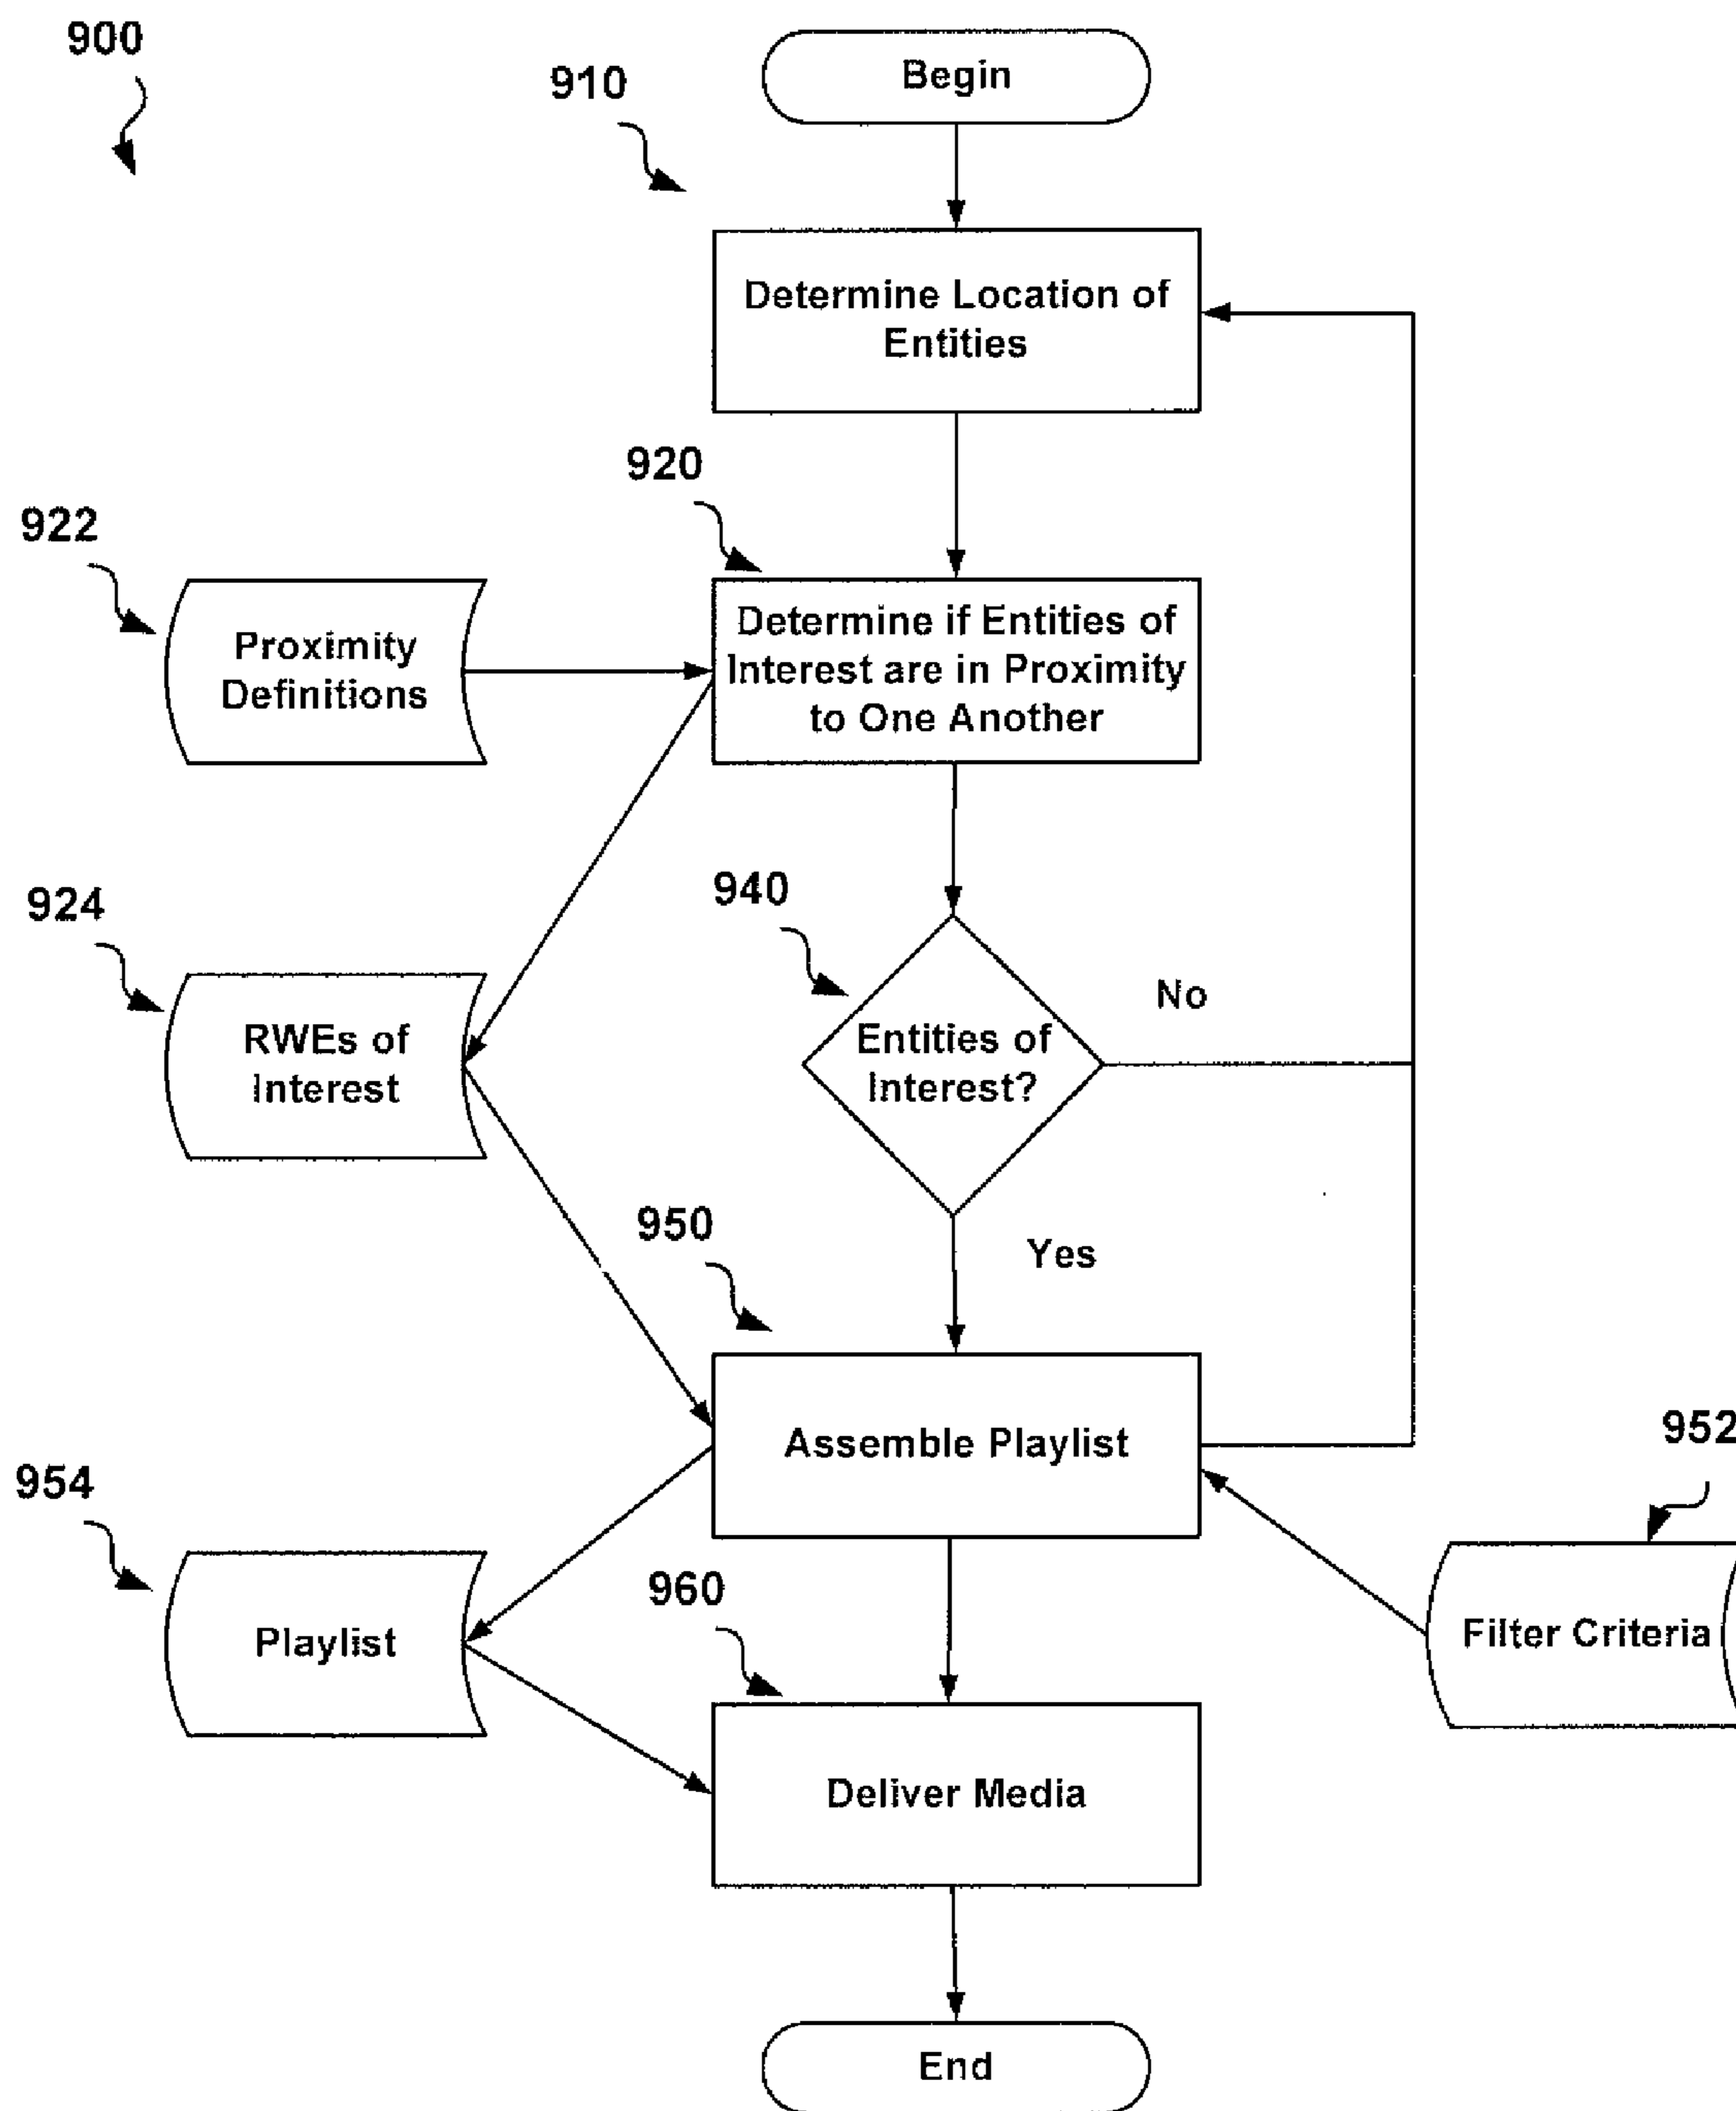 900
910
Begin
Determine Location of
Entities
920
922
Determine if Entities of
Interest are in Proximity
to One Another
Proximity
Definitions
924
940
No
RWEs of
Interest
Entities of
Interest?
950
Yes
952
Assemble Playlist
954
960
Playlist
Filter Criteria
Deliver Media
End